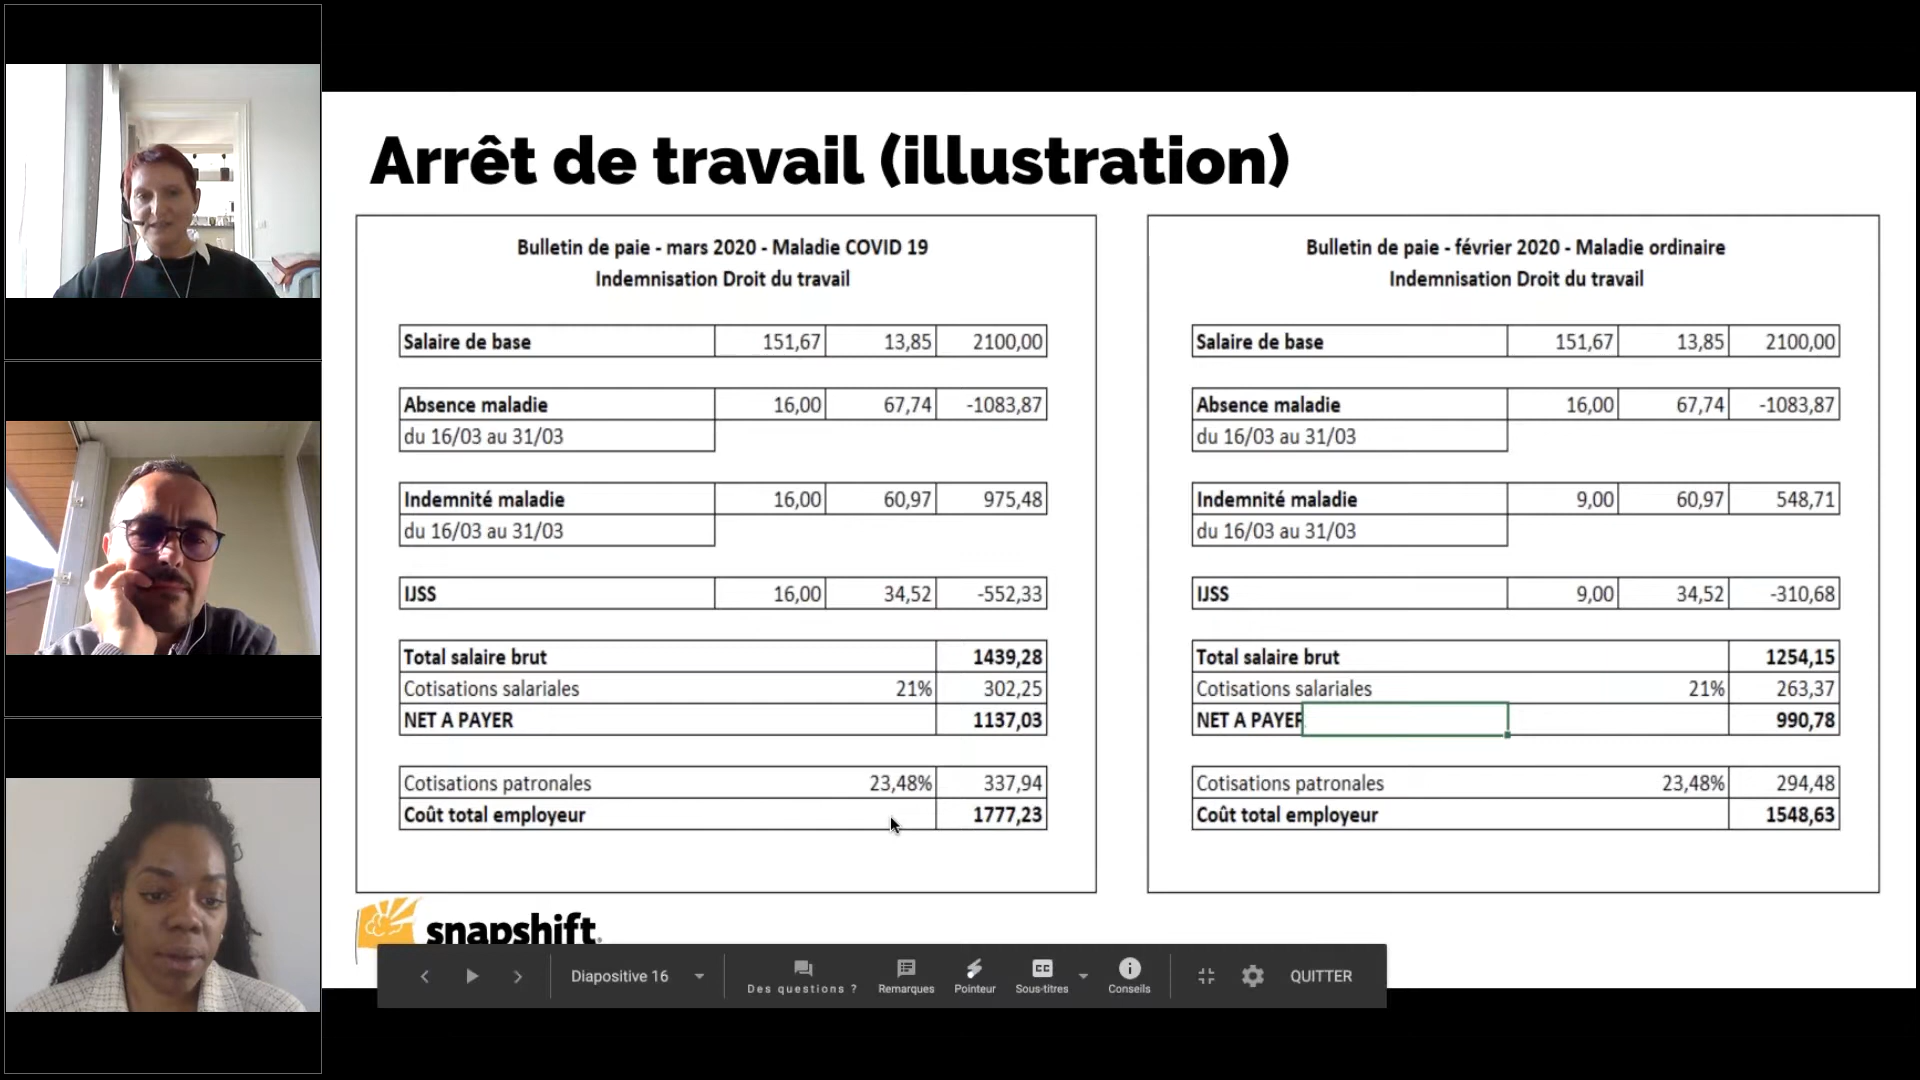 Arrêt de travail (illustration)
Bulletin de paie - mars 2020 - Maladie COVID 19
Indemnisation Droit du travail
Salaire de base 151,67 13,85 2100,00
Absence maladie 16,00 67,74 -1083,87
du 16/03 au 31/03
Indemnité maladie 16,00 60,97 975,48
du 16/03 au 31/03
IJSS 16,00 34,52 -552,33
Total salaire brut 1439,28
Cotisations salariales 21% 302,25
NET A PAYER 1137,03
Cotisations patronales 23,48% 337,94
Coût total employeur 1777,23
Bulletin de paie - février 2020 - Maladie ordinaire
Indemnisation Droit du travail
Salaire de base 151,67 13,85 2100,00
Absence maladie 16,00 67,74 -1083,87
du 16/03 au 31/03
Indemnité maladie 9,00 60,97 548,71
du 16/03 au 31/03
IJSS 9,00 34,52 -310,68
Total salaire brut 1254,15
Cotisations salariales 21% 263,37
NET A PAYER 990,78
Cotisations patronales 23,48% 294,48
Coût total employeur 1548,63
snapshift
Diapositive 16
Des questions ?
Remarques
Pointeur
CC
Sous-titres
Conseils
QUITTER